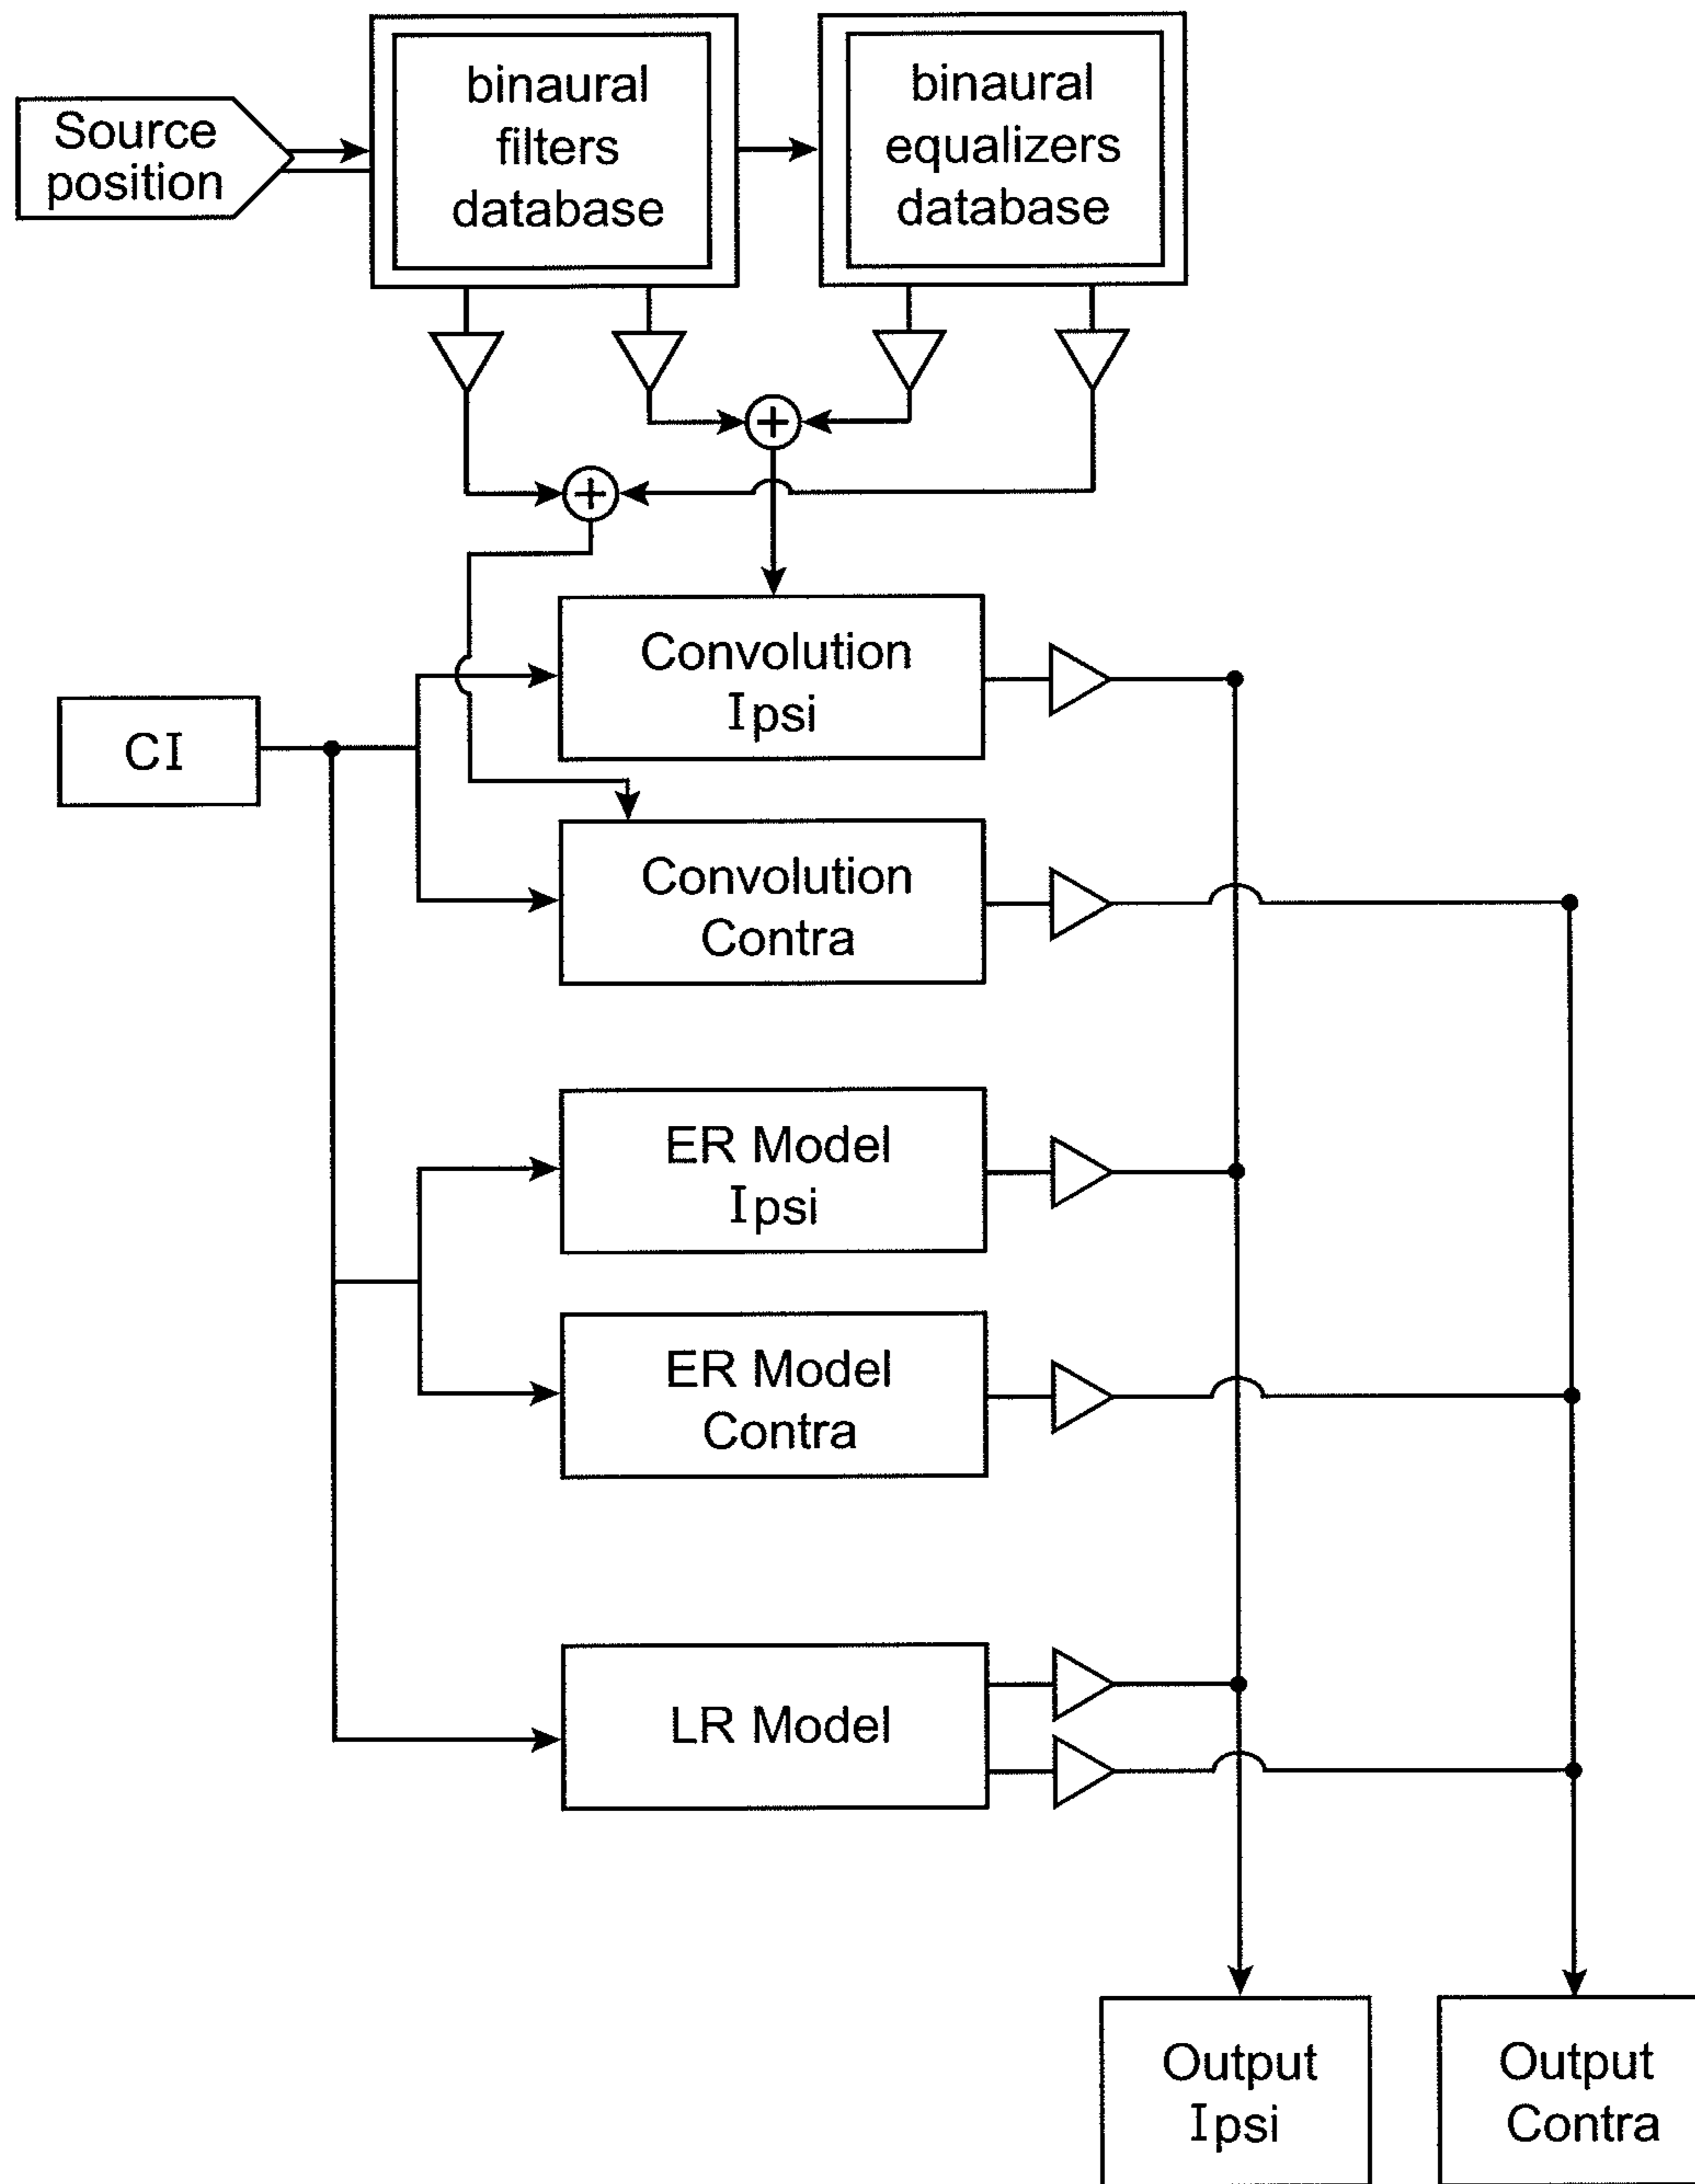 Source
position
binaural
filters
database
binaural
equalizers
database
+
+
Convolution
Ipsi
CI
Convolution
Contra
ER Model
Ipsi
ER Model
Contra
LR Model
Output
Ipsi
Output
Contra